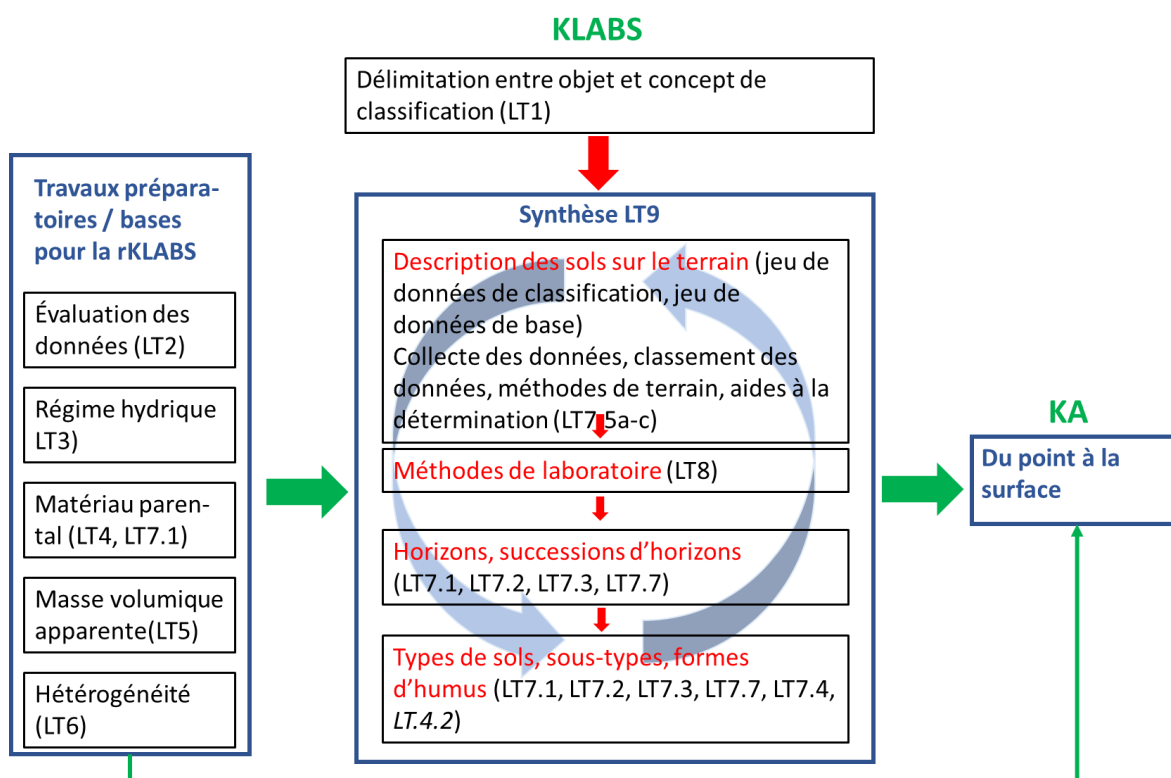 KLABS
Délimitation entre objet et concept de
classification (LT1)
Travaux prépara-
toires / bases
pour la rKLABS
Évaluation des
données (LT2)
Régime hydrique
LT3)
Matériau paren-
tal (LT4, LT7.1)
Masse volumique
apparente(LT5)
Hétérogénéité
(LT6)
Synthèse LT9
Description des sols sur le terrain (jeu de
données de classification, jeu de
données de base)
Collecte des données, classement des
données, méthodes de terrain, aides à la
détermination (LT7.5a-c)
Méthodes de laboratoire (LT8)
Horizons, successions d’horizons
(LT7.1, LT7.2, LT7.3, LT7.7)
Types de sols, sous-types, formes
d’humus (LT7.1, LT7.2, LT7.3, LT7.7, LT7.4,
LT.4.2)
KA
Du point à la
surface